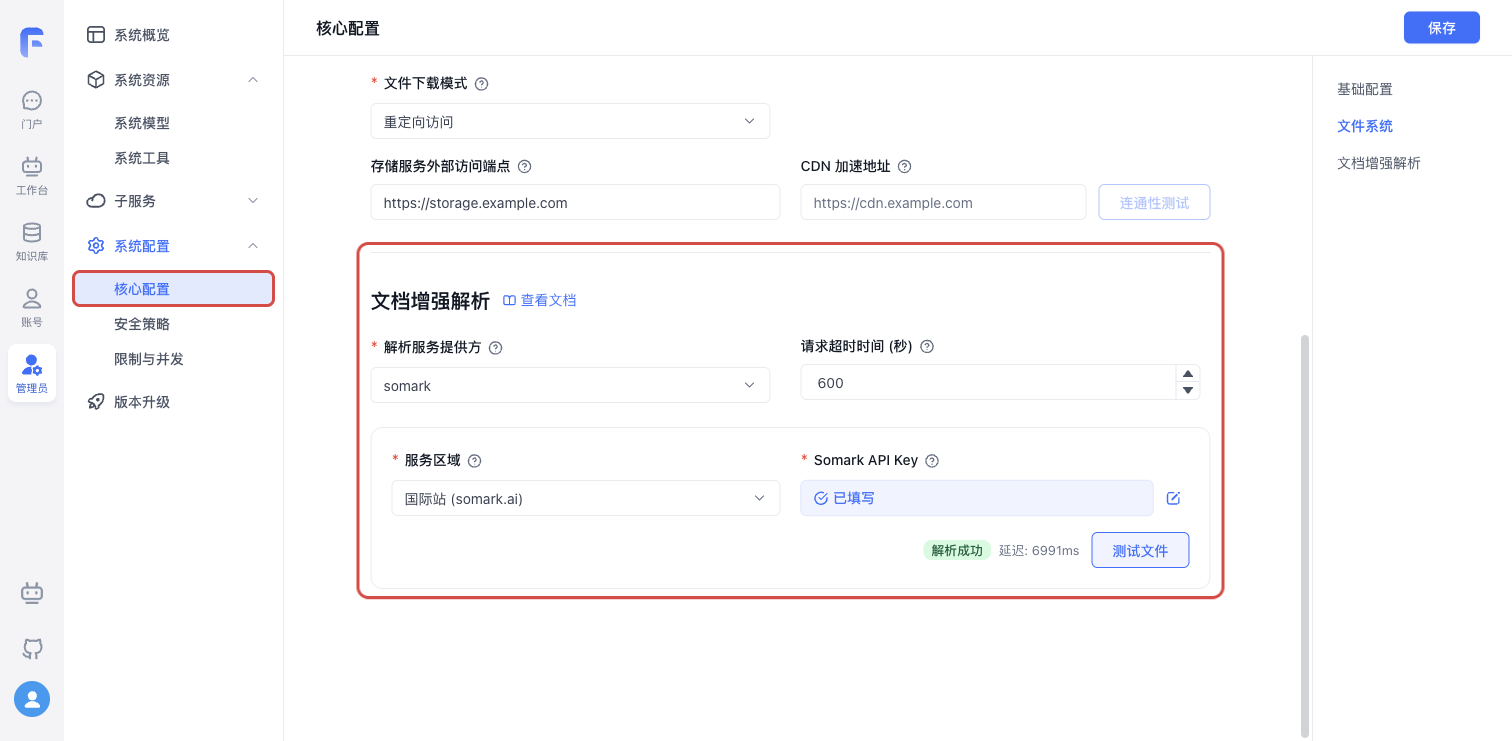 门户
工作台
知识库
账号
管理员
系统概览
系统资源
系统模型
系统工具
子服务
系统配置
核心配置
安全策略
限制与并发
版本升级
核心配置
保存
* 文件下载模式
重定向访问
存储服务外部访问端点
https://storage.example.com
CDN 加速地址
https://cdn.example.com
连通性测试
文档增强解析
查看文档
* 解析服务提供方
somark
请求超时时间 (秒)
600
* 服务区域
国际站 (somark.ai)
* Somark API Key
已填写
解析成功 延迟: 6991ms
测试文件
基础配置
文件系统
文档增强解析